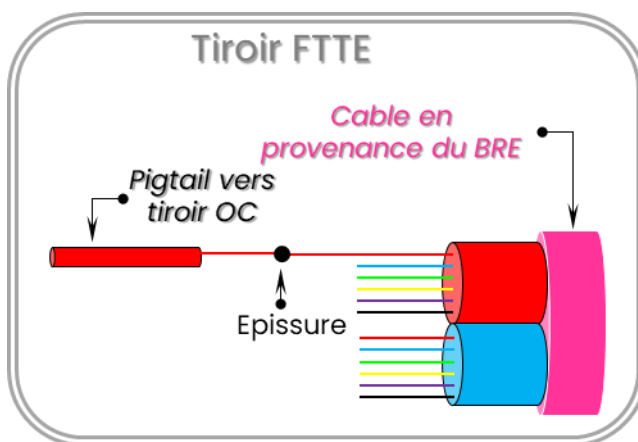 Tiroir FTTE
Cable en
provenance du BRE
Pigtail vers
tiroir OC
Epissure